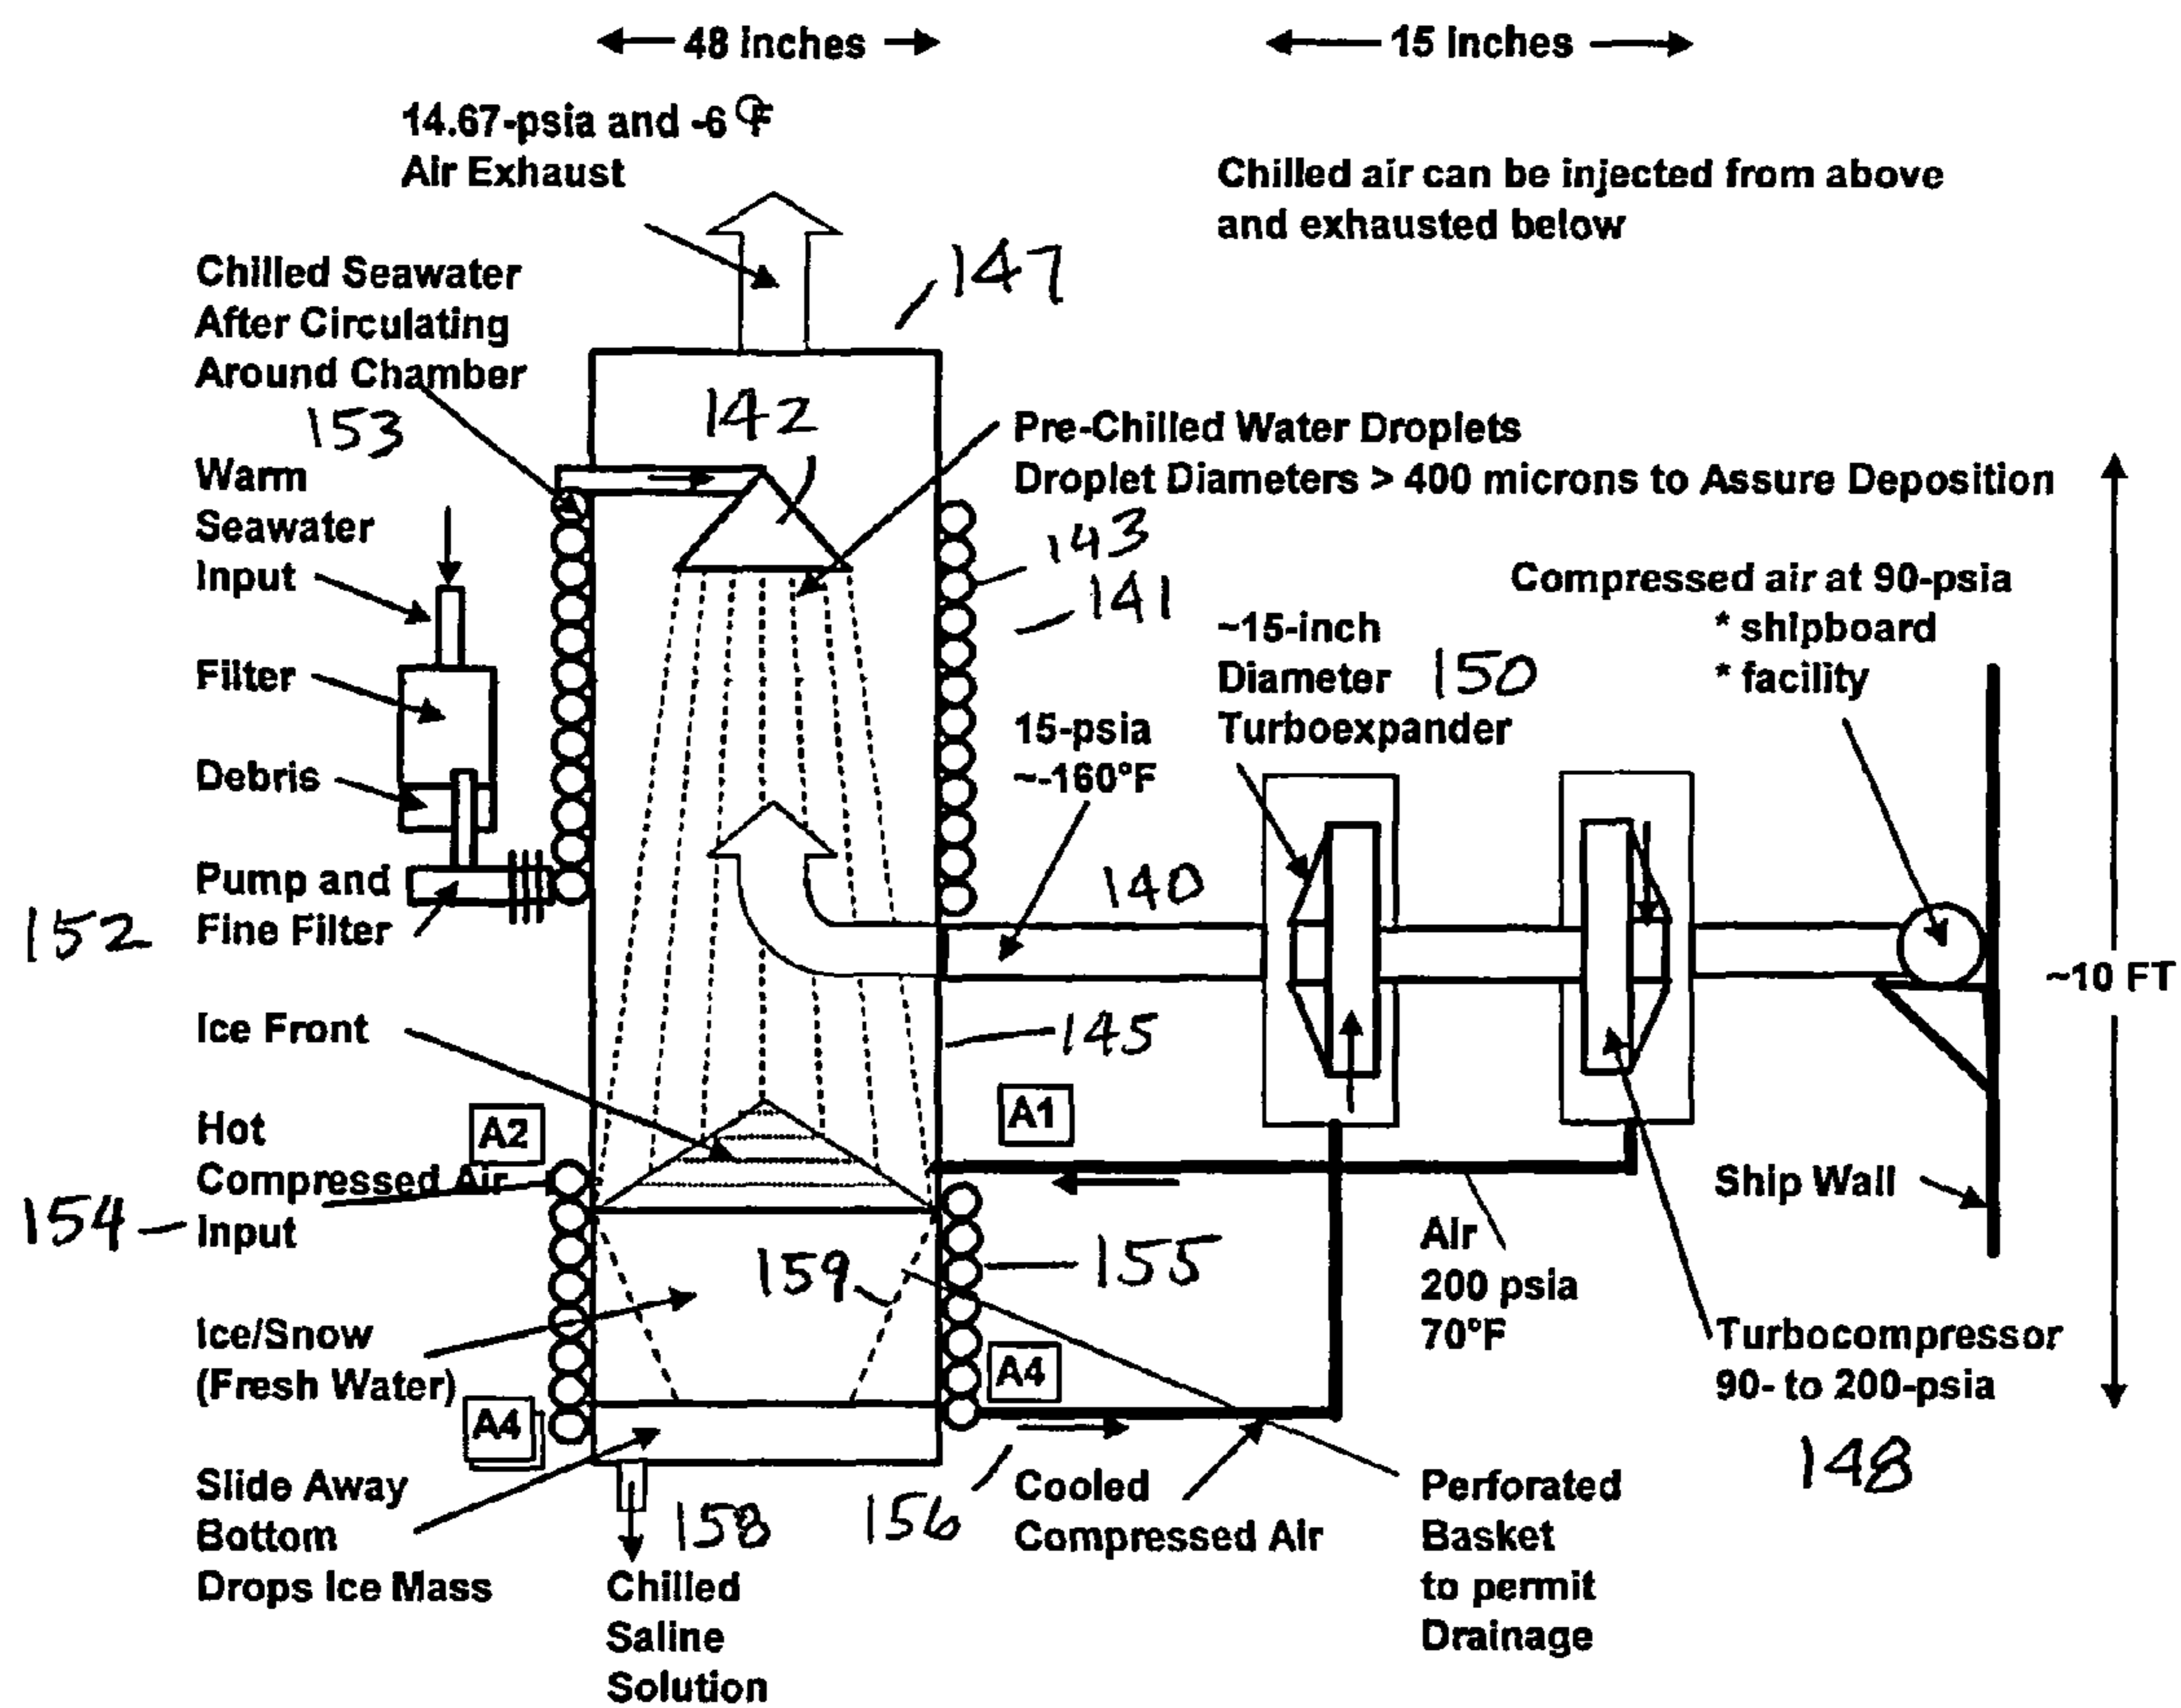 48 inches
15 inches
14.67-psia and -6°F
Air Exhaust
Chilled air can be injected from above
and exhausted below
147
Chilled Seawater
After Circulating
Around Chamber
153
142
Pre-Chilled Water Droplets
Droplet Diameters > 400 microns to Assure Deposition
Warm
Seawater
Input
143
141
Compressed air at 90-psia
* shipboard
* facility
~15-inch
Diameter
Turboexpander
150
Filter
15-psia
~-160°F
Debris
140
Pump and
Fine Filter
152
~10 FT
Ice Front
145
A1
Hot
Compressed Air
Input
A2
154
155
159
Ship Wall
Air
200 psia
70°F
Ice/Snow
(Fresh Water)
A4
A4
Turbocompressor
90- to 200-psia
148
Slide Away
Bottom
Drops Ice Mass
158
156
Cooled
Compressed Air
Perforated
Basket
to permit
Drainage
Chilled
Saline
Solution